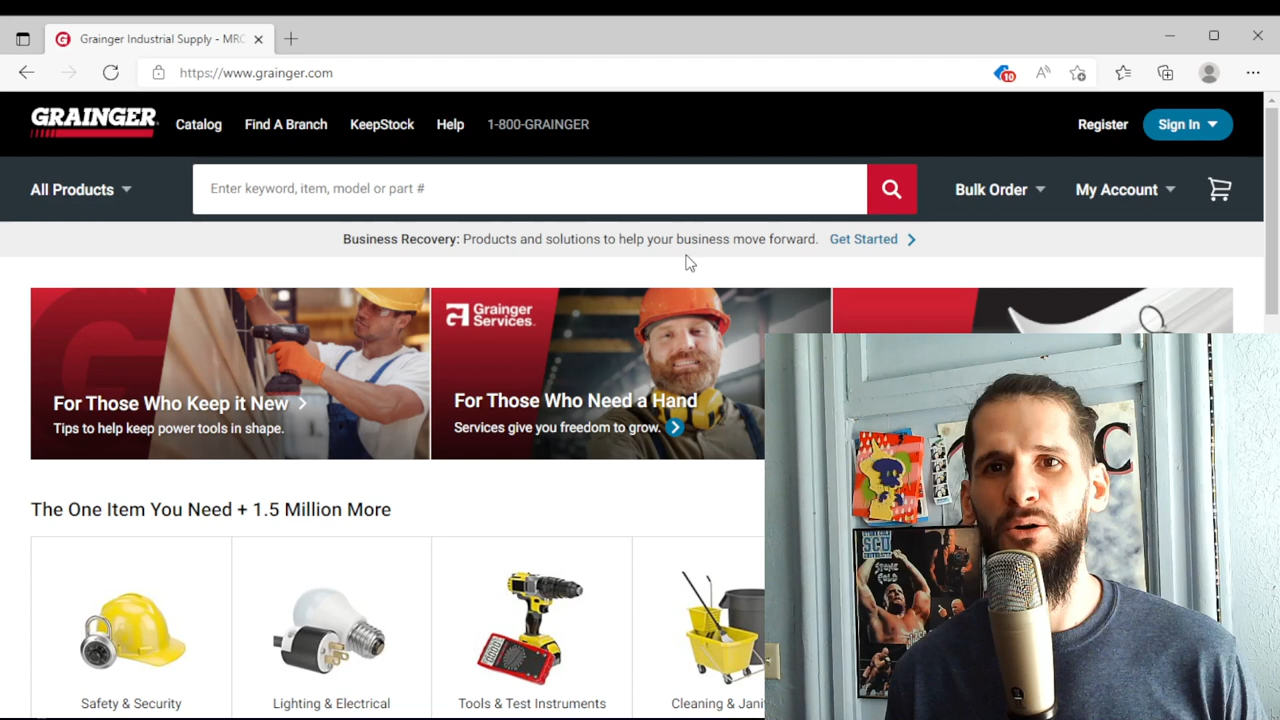 Grainger Industrial Supply - MRO
https://www.grainger.com
10
GRAINGER
Catalog
Find A Branch
KeepStock
Help
1-800-GRAINGER
Register
Sign In
All Products
Enter keyword, item, model or part #
Bulk Order
My Account
Business Recovery: Products and solutions to help your business move forward. Get Started
Grainger
Services.
For Those Who Keep it New
Tips to help keep power tools in shape.
For Those Who Need a Hand
Services give you freedom to grow.
The One Item You Need + 1.5 Million More
Safety & Security
Lighting & Electrical
Tools & Test Instruments
Cleaning & Jani
STONE
COLD